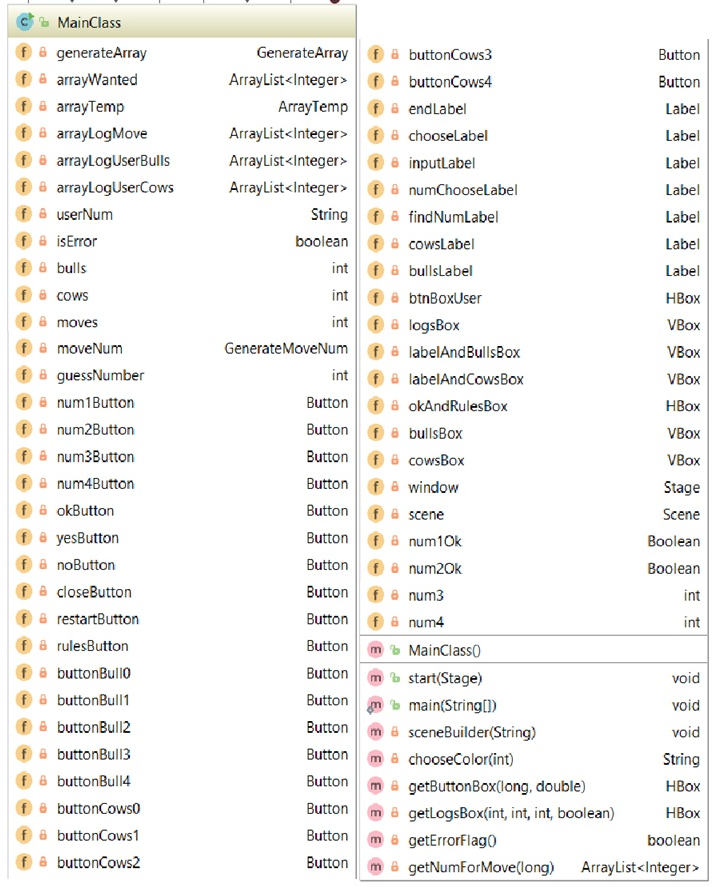 MainClass
generateArray GenerateArray
arrayWanted ArrayList<Integer>
arrayTemp ArrayTemp
arrayLogMove ArrayList<Integer>
arrayLogUserBulls ArrayList<Integer>
arrayLogUserCows ArrayList<Integer>
userNum String
isError boolean
bulls int
cows int
moves int
moveNum GenerateMoveNum
guessNumber int
num1Button Button
num2Button Button
num3Button Button
num4Button Button
okButton Button
yesButton Button
noButton Button
closeButton Button
restartButton Button
rulesButton Button
buttonBull0 Button
buttonBull1 Button
buttonBull2 Button
buttonBull3 Button
buttonBull4 Button
buttonCows0 Button
buttonCows1 Button
buttonCows2 Button
buttonCows3 Button
buttonCows4 Button
endLabel Label
chooseLabel Label
inputLabel Label
numChooseLabel Label
findNumLabel Label
cowsLabel Label
bullsLabel Label
btnBoxUser HBox
logsBox VBox
labelAndBullsBox VBox
labelAndCowsBox VBox
okAndRulesBox HBox
bullsBox VBox
cowsBox VBox
window Stage
scene Scene
num1Ok Boolean
num2Ok Boolean
num3 int
num4 int
MainClass()
start(Stage) void
main(String[]) void
sceneBuilder(String) void
chooseColor(int) String
getButtonBox(long, double) HBox
getLogsBox(int, int, int, boolean) HBox
getErrorFlag() boolean
getNumForMove(long) ArrayList<Integer>